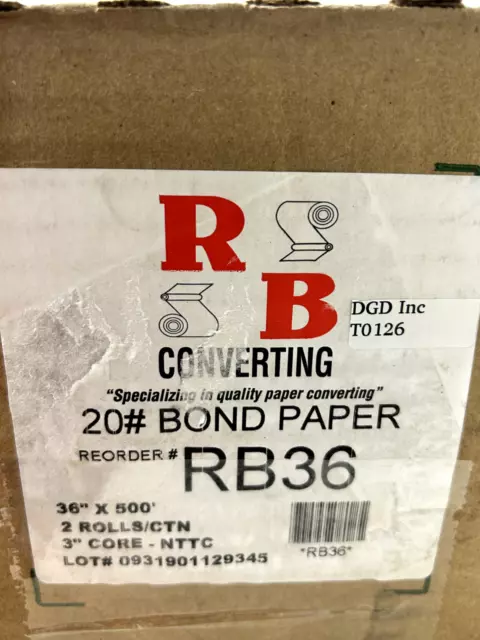 R
B
DGD Inc
T0126
CONVERTING
"Specializing in quality paper converting"
20# BOND PAPER
REORDER # RB36
36" X 500'
2 ROLLS/CTN
3" CORE - NTTC
LOT# 0931901129345
*RB36*